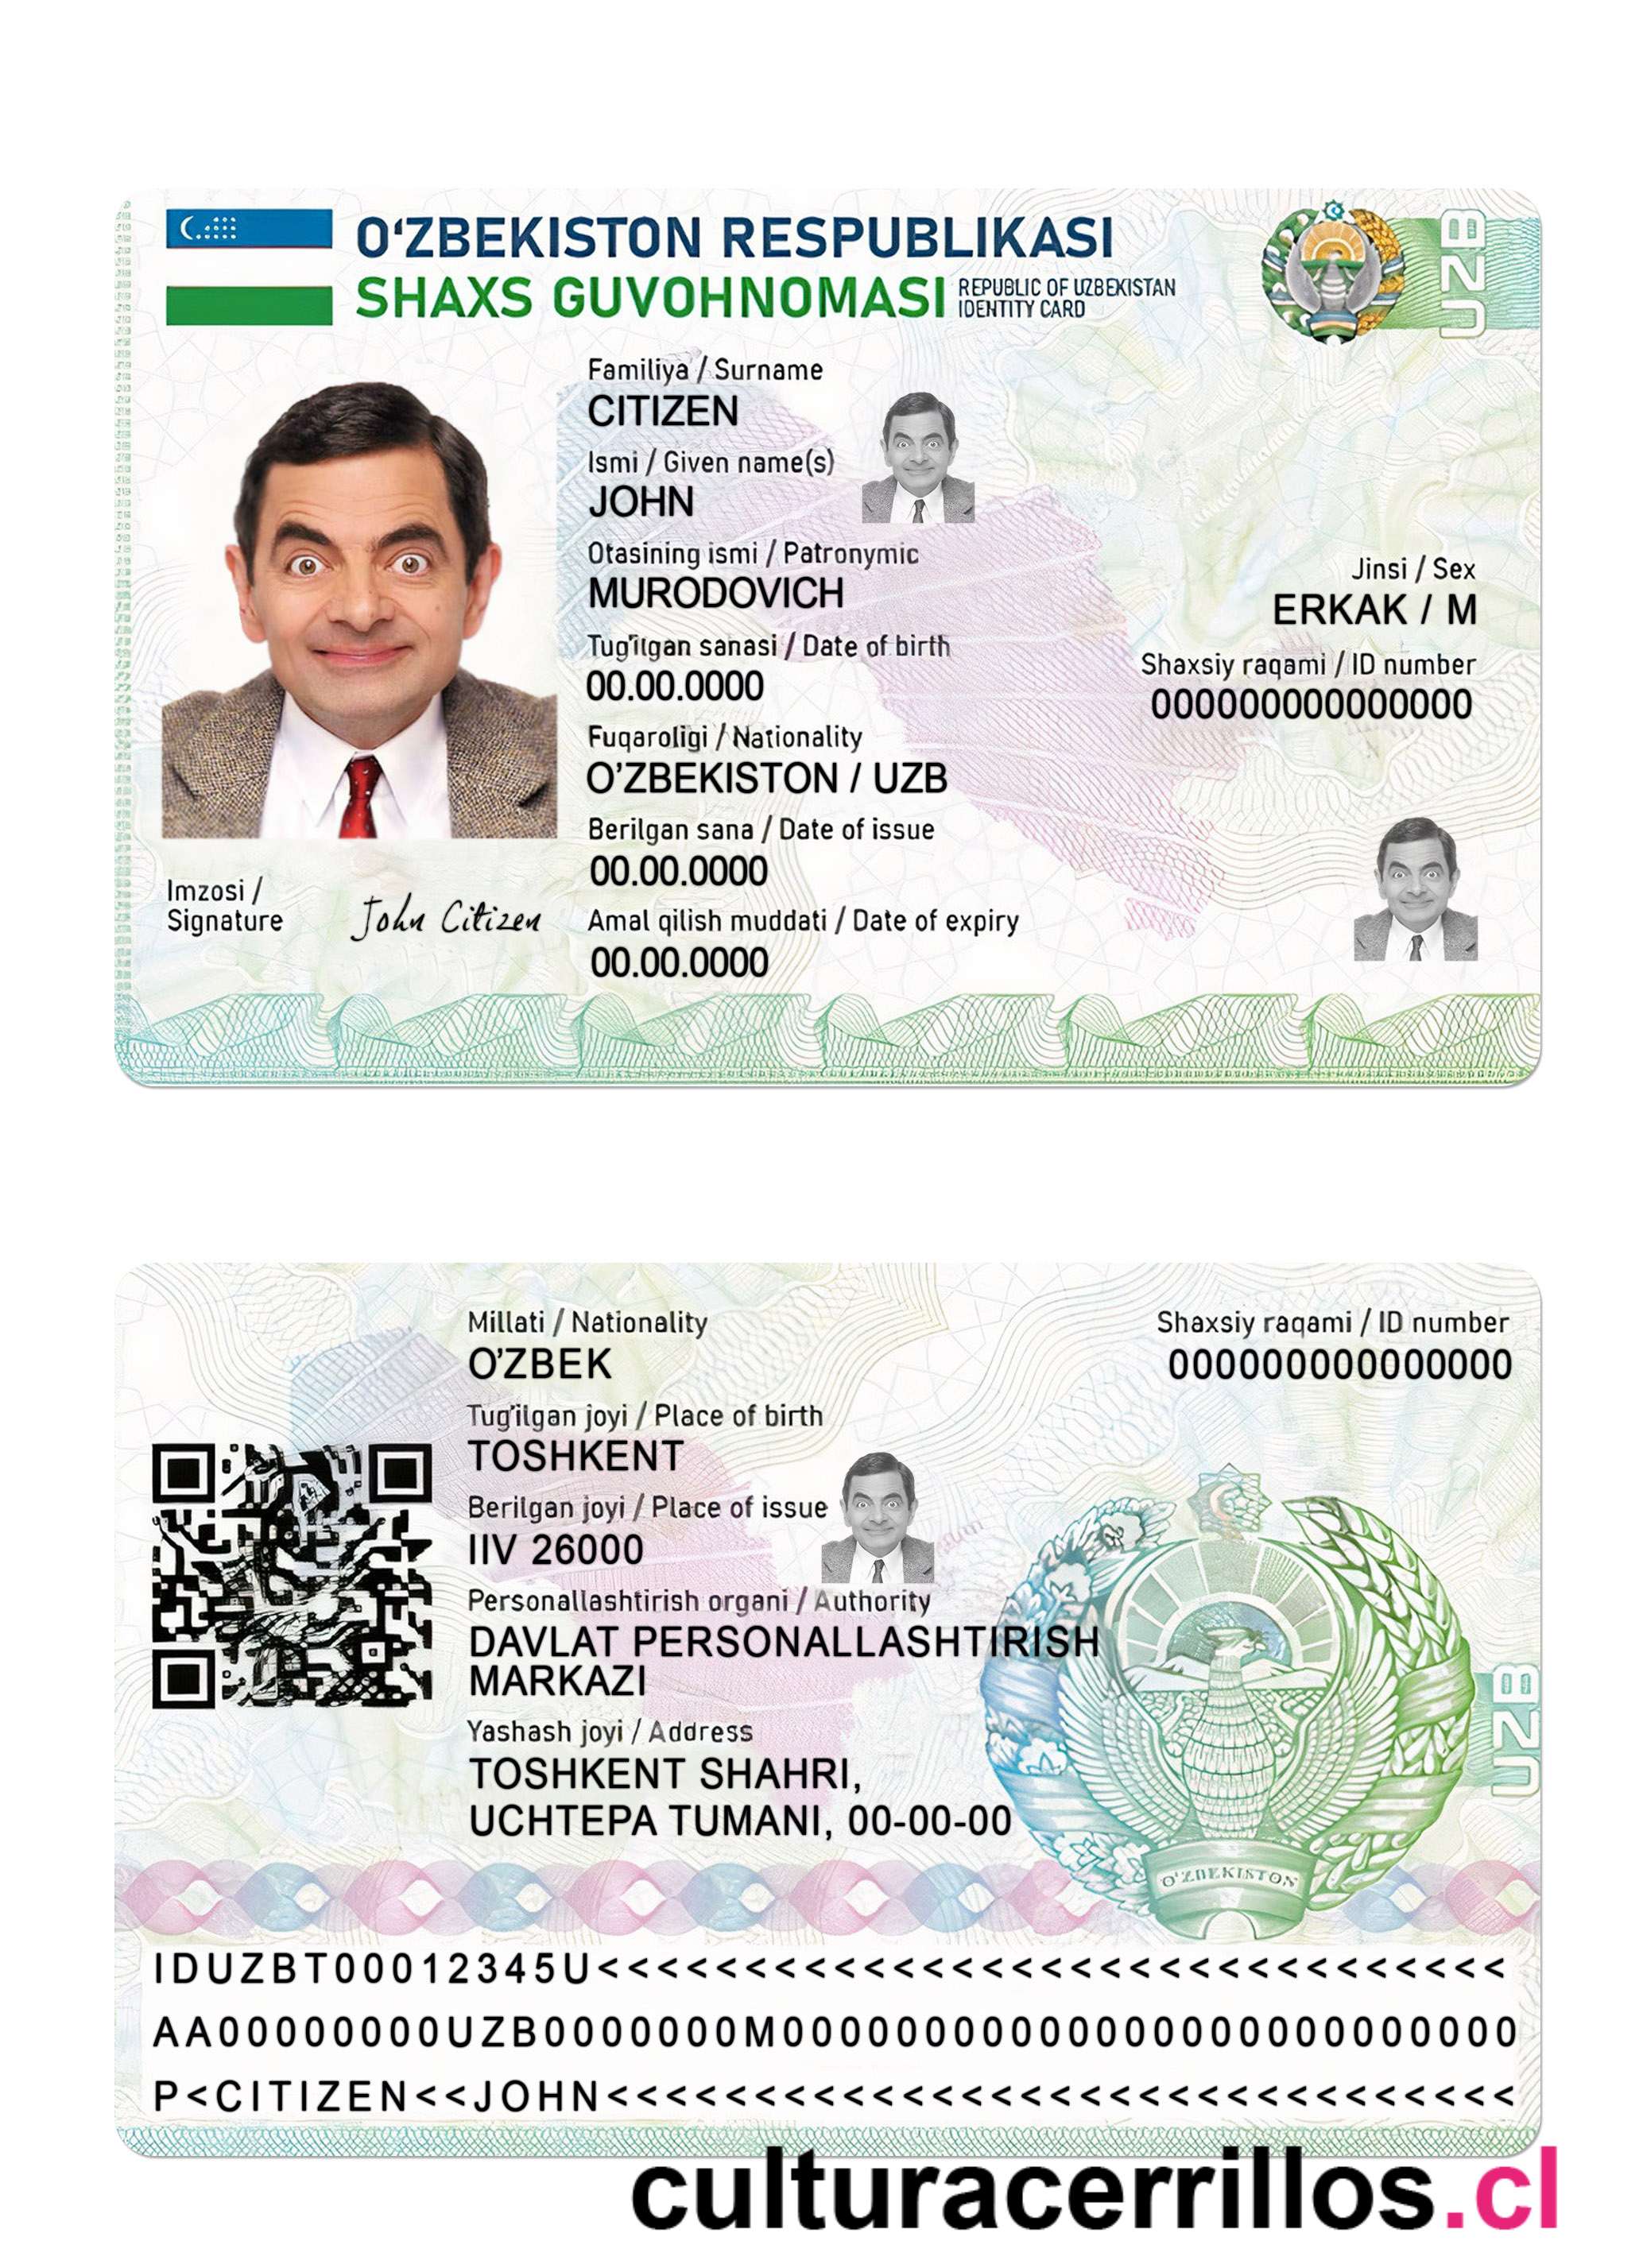 O‘ZBEKISTON RESPUBLIKASI
SHAXS GUVOHNOMASI
REPUBLIC OF UZBEKISTAN
IDENTITY CARD
UZB
Familiya / Surname
CITIZEN
Ismi / Given name(s)
JOHN
Otasining ismi / Patronymic
MURODOVICH
Tug'ilgan sanasi / Date of birth
00.00.0000
Fuqaroligi / Nationality
O’ZBEKISTON / UZB
Berilgan sana / Date of issue
00.00.0000
Amal qilish muddati / Date of expiry
00.00.0000
Jinsi / Sex
ERKAK / M
Shaxsiy raqami / ID number
000000000000000
Imzosi /
Signature
John Citizen
Millati / Nationality
O’ZBEK
Tug'ilgan joyi / Place of birth
TOSHKENT
Berilgan joyi / Place of issue
IIV 26000
Personallashtirish organi / Authority
DAVLAT PERSONALLASHTIRISH
MARKAZI
Yashash joyi / Address
TOSHKENT SHAHRI,
UCHTEPA TUMANI, 00-00-00
Shaxsiy raqami / ID number
000000000000000
UZB
O‘ZBEKISTON
IDUZBT00012345U<<<<<<<<<<<<<<<<<<<<<<<<<<<<<<<
AA00000000UZB0000000M0000000000000000000000000
P<CITIZEN<<JOHN<<<<<<<<<<<<<<<<<<<<<<<<<<<<<<<
culturacerrillos.cl